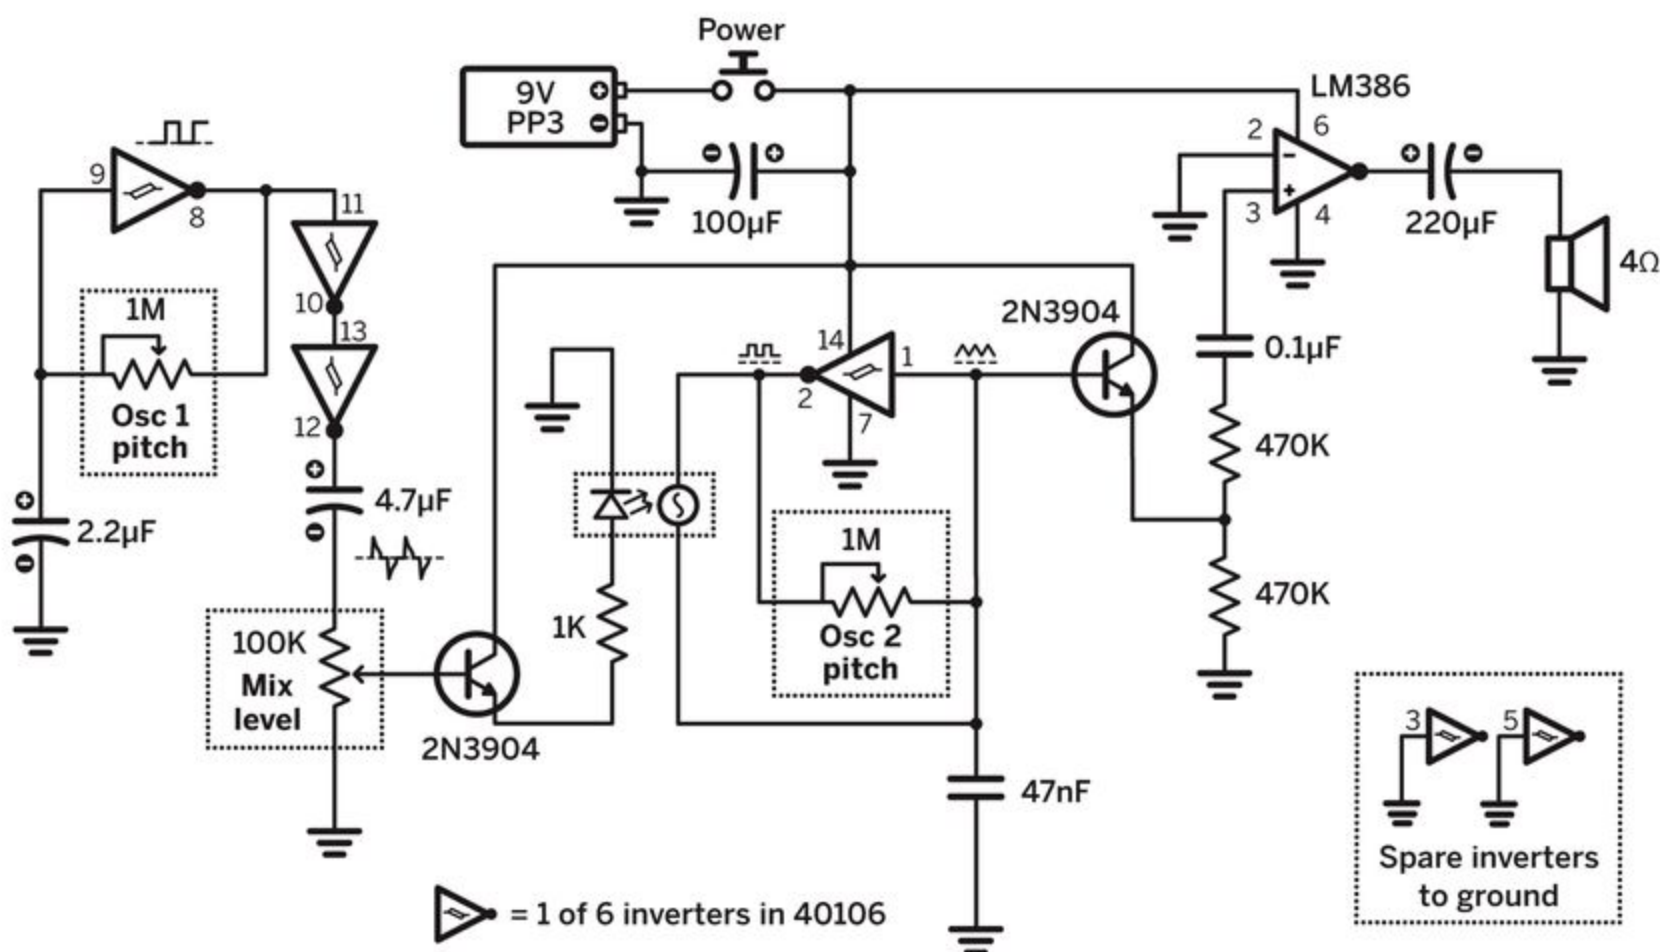 Power
9V
PP3
LM386
2
6
3
4
100µF
220µF
4Ω
9
8
11
10
13
12
1M
Osc 1
pitch
2.2µF
4.7µF
2N3904
14
1
2
7
0.1µF
470K
470K
1M
Osc 2
pitch
1K
100K
Mix
level
2N3904
47nF
3
5
Spare inverters
to ground
= 1 of 6 inverters in 40106